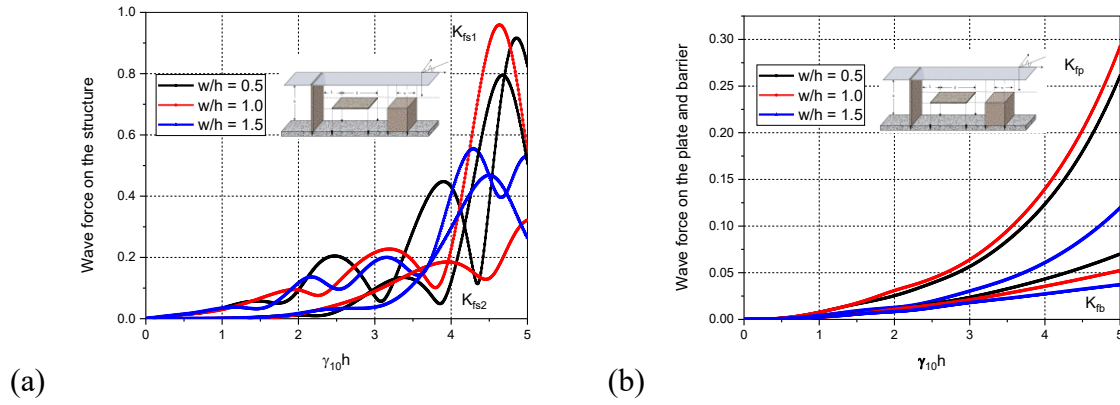 Wave force on the structure
1.0
0.8
0.6
0.4
0.2
0.0
0 1 2 3 4 5
γ10h
w/h = 0.5
w/h = 1.0
w/h = 1.5
Kfs1
Kfs2
(a)
Wave force on the plate and barrier
0.30
0.25
0.20
0.15
0.10
0.05
0.00
0 1 2 3 4 5
γ10h
w/h = 0.5
w/h = 1.0
w/h = 1.5
Kfp
Kfb
(b)